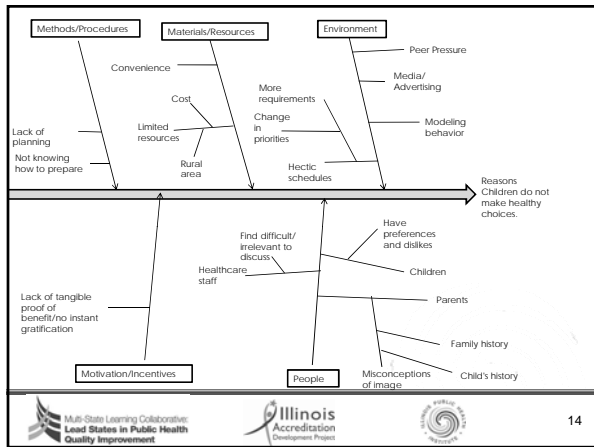 Methods/Procedures
Materials/Resources
Environment
Peer Pressure
Convenience
Media/
Advertising
More
requirements
Cost
Change
in
priorities
Limited
resources
Modeling
behavior
Lack of
planning
Rural
area
Not knowing
how to prepare
Hectic
schedules
Reasons
Children do not
make healthy
choices.
Have
preferences
and dislikes
Find difficult/
irrelevant to
discuss
Healthcare
staff
Children
Parents
Lack of tangible
proof of
benefit/no instant
gratification
Family history
Motivation/Incentives
People
Misconceptions
of image
Child's history
Multi-State Learning Collaborative:
Lead States in Public Health
Quality Improvement
Illinois
Accreditation
Development Project
ILLINOIS PUBLIC HEALTH
INSTITUTE
14